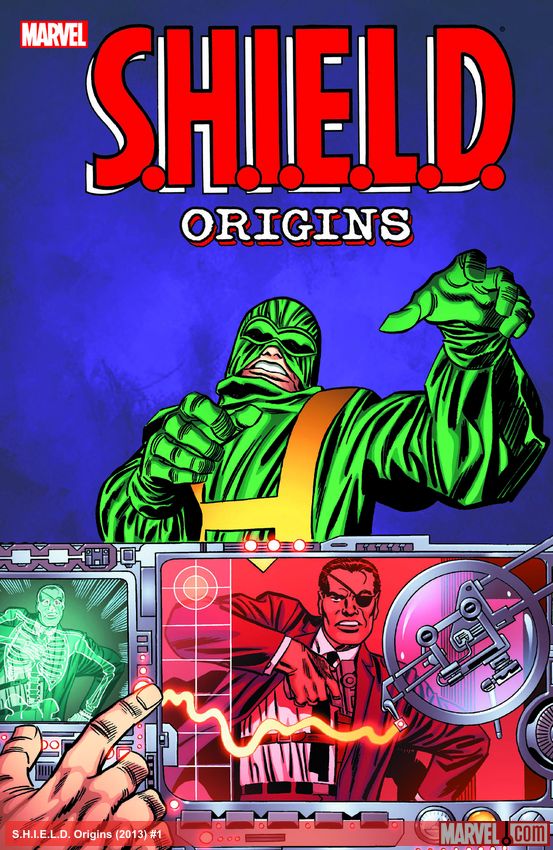 MARVEL
S.H.I.E.L.D.
ORIGINS
S.H.I.E.L.D. Origins (2013) #1
MARVEL.com